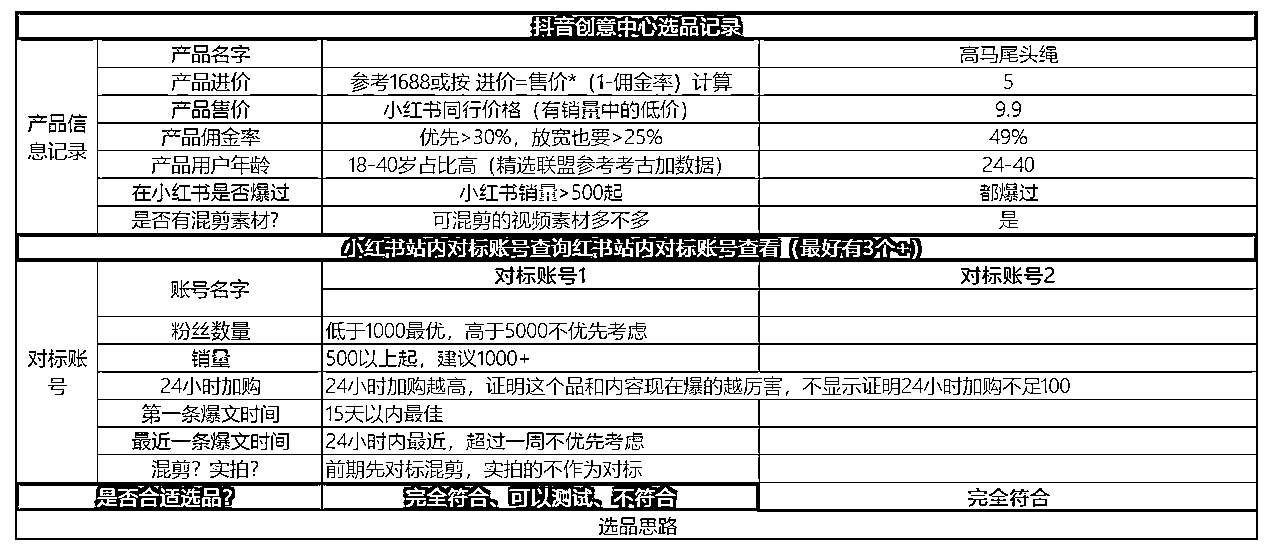 抖音创意中心选品记录
产品信息记录
产品名字 高马尾头绳
产品进价 参考1688或按 进价=售价*（1-佣金率）计算 5
产品售价 小红书同行价格（有销量中的低价） 9.9
产品佣金率 优先>30%，放宽也要>25% 49%
产品用户年龄 18-40岁占比高（精选联盟参考考古加数据） 24-40
在小红书是否爆过 小红书销量>500起 都爆过
是否有混剪素材？ 可混剪的视频素材多不多 是
小红书站内对标账号查询红书站内对标账号查看（最好有3个+）
对标账号
账号名字 对标账号1 对标账号2
粉丝数量 低于1000最优，高于5000不优先考虑
销量 500以上起，建议1000+
24小时加购 24小时加购越高，证明这个品和内容现在爆的越厉害，不显示证明24小时加购不足100
第一条爆文时间 15天以内最佳
最近一条爆文时间 24小时内最近，超过一周不优先考虑
混剪？实拍？ 前期先对标混剪，实拍的不作为对标
是否合适选品？ 完全符合、可以测试、不符合 完全符合
选品思路